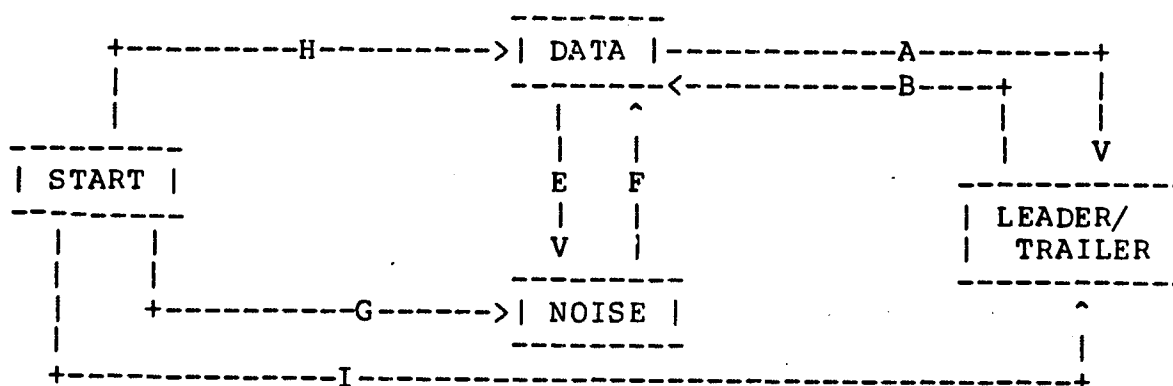 H
DATA
A
B
START
E F
V
LEADER/
TRAILER
V
G
NOISE
I